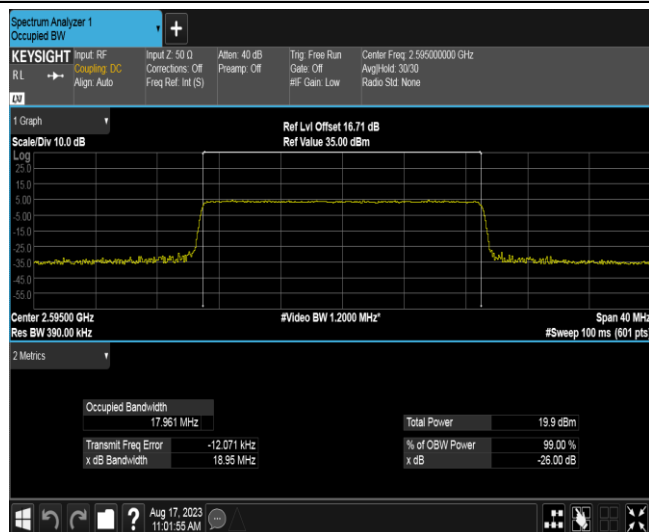 Spectrum Analyzer 1
Occupied BW
+
KEYSIGHT Input: RF Input Z: 50 Ω Atten: 40 dB Trig: Free Run Center Freq: 2.595000000 GHz
RL Coupling: DC Corrections: Off Preamp: Off Gate: Off Avg|Hold: 30/30
Align: Auto Freq Ref: Int (S) #IF Gain: Low Radio Std: None
LXI
1 Graph Ref Lvl Offset 16.71 dB
Scale/Div 10.0 dB Ref Value 35.00 dBm
Log
25.0
15.0
5.00
-5.00
-15.0
-25.0
-35.0
-45.0
-55.0
Center 2.59500 GHz #Video BW 1.2000 MHz* Span 40 MHz
Res BW 390.00 kHz #Sweep 100 ms (601 pts)
2 Metrics
Occupied Bandwidth
17.961 MHz Total Power 19.9 dBm
Transmit Freq Error -12.071 kHz % of OBW Power 99.00 %
x dB Bandwidth 18.95 MHz x dB -26.00 dB
? Aug 17, 2023
11:01:55 AM